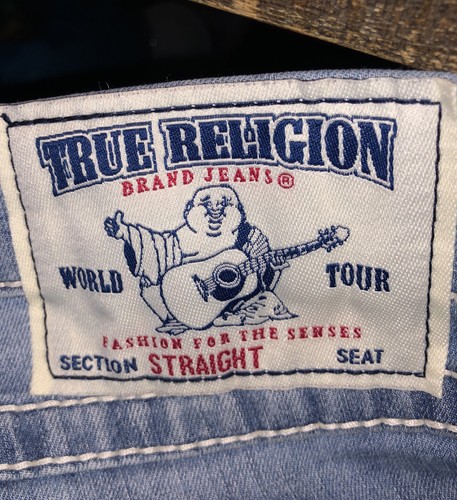 TRUE RELIGION
BRAND JEANS®
WORLD TOUR
FASHION FOR THE SENSES
SECTION STRAIGHT SEAT